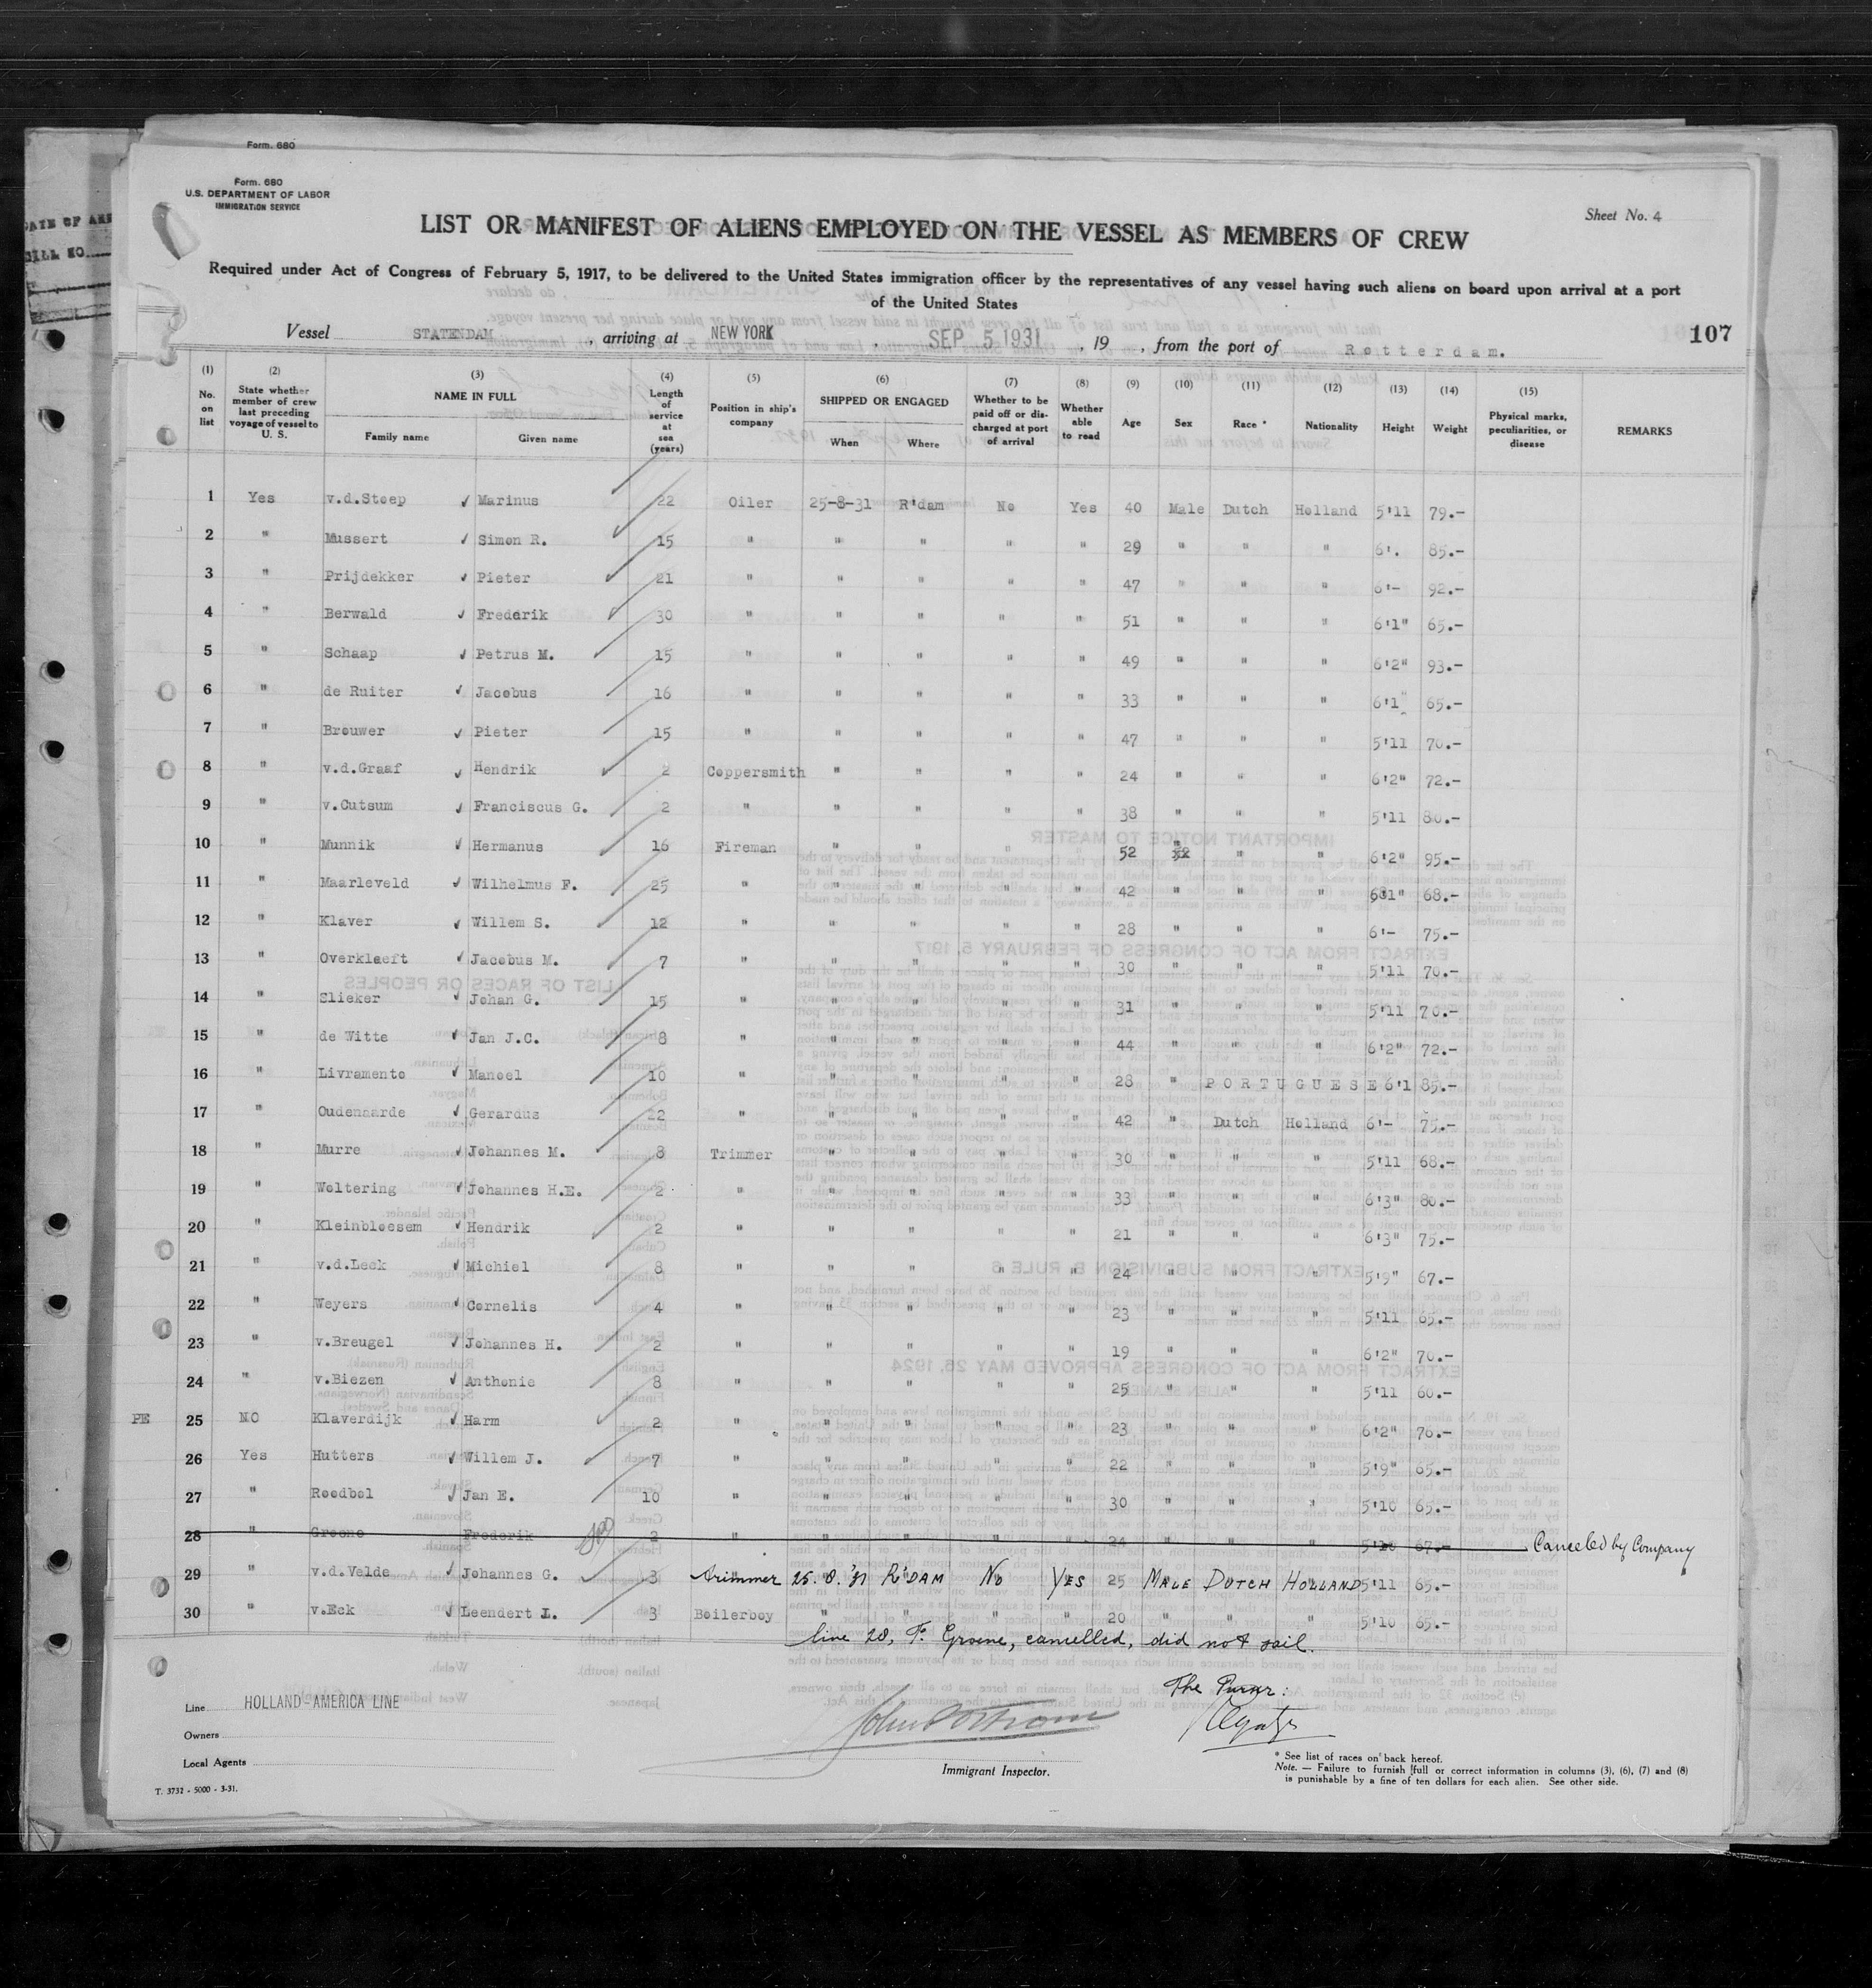 Form. 680
Form. 680
U.S. DEPARTMENT OF LABOR
IMMIGRATION SERVICE
Sheet No. 4
LIST OR MANIFEST OF ALIENS EMPLOYED ON THE VESSEL AS MEMBERS OF CREW
Required under Act of Congress of February 5, 1917, to be delivered to the United States immigration officer by the representatives of any vessel having such aliens on board upon arrival at a port
of the United States
107
Vessel STATENDAM, arriving at NEW YORK, SEP 5 1931, 19 , from the port of Rotterdam.
(1) (2) (3) (4) (5) (6) (7) (8) (9) (10) (11) (12) (13) (14) (15)
No. on list State whether member of crew last preceding voyage of vessel to U. S. NAME IN FULL Family name Given name Length of service at sea (years) Position in ship's company SHIPPED OR ENGAGED When Where Whether to be paid off or discharged at port of arrival Whether able to read Age Sex Race * Nationality Height Weight Physical marks, peculiarities, or disease REMARKS
1 Yes v.d.Stoep ✓ Marinus 22 Oiler 25-8-31 R'dam No Yes 40 Male Dutch Holland 5'11 79.-
2 " Mussert ✓ Simon R. 15 " " " " " 29 " " " 6'. 85.-
3 " Prijdekker ✓ Pieter 21 " " " " " 47 " " " 6'- 92.-
4 " Berwald ✓ Frederik 30 " " " " " 51 " " " 6'1" 65.-
5 " Schaap ✓ Petrus M. 15 " " " " " 49 " " " 6'2" 93.-
6 " de Ruiter ✓ Jacobus 16 " " " " " 33 " " " 6'1" 65.-
7 " Brouwer ✓ Pieter 15 " " " " " 47 " " " 5'11 70.-
8 " v.d.Graaf ✓ Hendrik 2 Coppersmith " " " " 24 " " " 6'2" 72.-
9 " v.Cutsum ✓ Franciscus G. 2 " " " " " 38 " " " 5'11 80.-
10 " Munnik ✓ Hermanus 16 Fireman " " " " 52 " " " 6'2" 95.-
11 " Maarleveld ✓ Wilhelmus F. 25 " " " " " 42 " " " 6'1" 68.-
12 " Klaver ✓ Willem S. 12 " " " " " 28 " " " 6'- 75.-
13 " Overkleeft ✓ Jacobus M. 7 " " " " " 30 " " " 5'11 70.-
14 " Slieker ✓ Johan G. 15 " " " " " 31 " " " 5'11 70.-
15 " de Witte ✓ Jan J.C. 8 " " " " " 44 " " " 6'2" 72.-
16 " Livramento ✓ Manoel 10 " " " " " 28 " PORTUGUESE 6'1 85.-
17 " Oudenaarde ✓ Gerardus 22 " " " " " 42 " Dutch Holland 6'- 75.-
18 " Murre ✓ Johannes M. 8 Trimmer " " " " 30 " " " 5'11 68.-
19 " Woltering ✓ Johannes H.E. 2 " " " " " 33 " " " 6'3" 80.-
20 " Kleinbloesem ✓ Hendrik 2 " " " " " 21 " " " 6'3" 75.-
21 " v.d.Leck ✓ Michiel 8 " " " " " 24 " " " 5'9" 67.-
22 " Weyers ✓ Cornelis 4 " " " " " 23 " " " 5'11 65.-
23 " v.Breugel ✓ Johannes H. 2 " " " " " 19 " " " 6'2" 70.-
24 " v.Biezen ✓ Anthonie 8 " " " " " 25 " " " 5'11 60.-
PE 25 NO Klaverdijk ✓ Harm 2 " " " " " 23 " " " 6'2" 76.-
26 Yes Hutters ✓ Willem J. 7 " " " " " 22 " " " 5'9" 65.-
27 " Roodbol ✓ Jan E. 10 " " " " " 30 " " " 5'10 65.-
28 " Groene Frederik 2 " " " " " 24 " " " 5'10 67.- Canceled by Company
29 " v.d.Velde ✓ Johannes G. 3 Trimmer 25.8.'31 R'DAM No YES 25 MALE DUTCH HOLLAND 5'11 65.-
30 " v.Eck ✓ Leendert I. 3 Boilerboy " " " " 20 " " " 5'10 65.-
line 28, F. Groene, cancelled, did not sail.
The Purser:
Line HOLLAND-AMERICA LINE
Owners
Local Agents
Immigrant Inspector.
* See list of races on back hereof.
Note. — Failure to furnish full or correct information in columns (3), (6), (7) and (8)
is punishable by a fine of ten dollars for each alien. See other side.
T. 3732 - 5000 - 3-31.